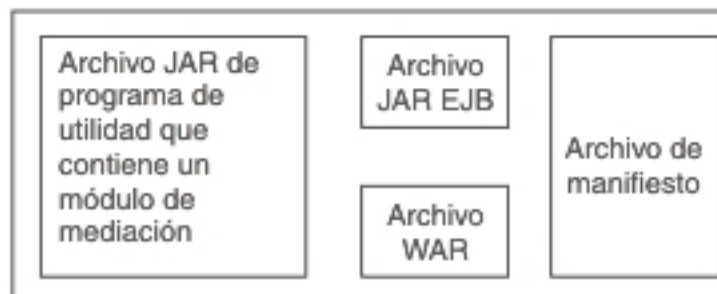 Archivo JAR de
programa de
utilidad que
contiene un
módulo de
mediación
Archivo
JAR EJB
Archivo
WAR
Archivo de
manifiesto